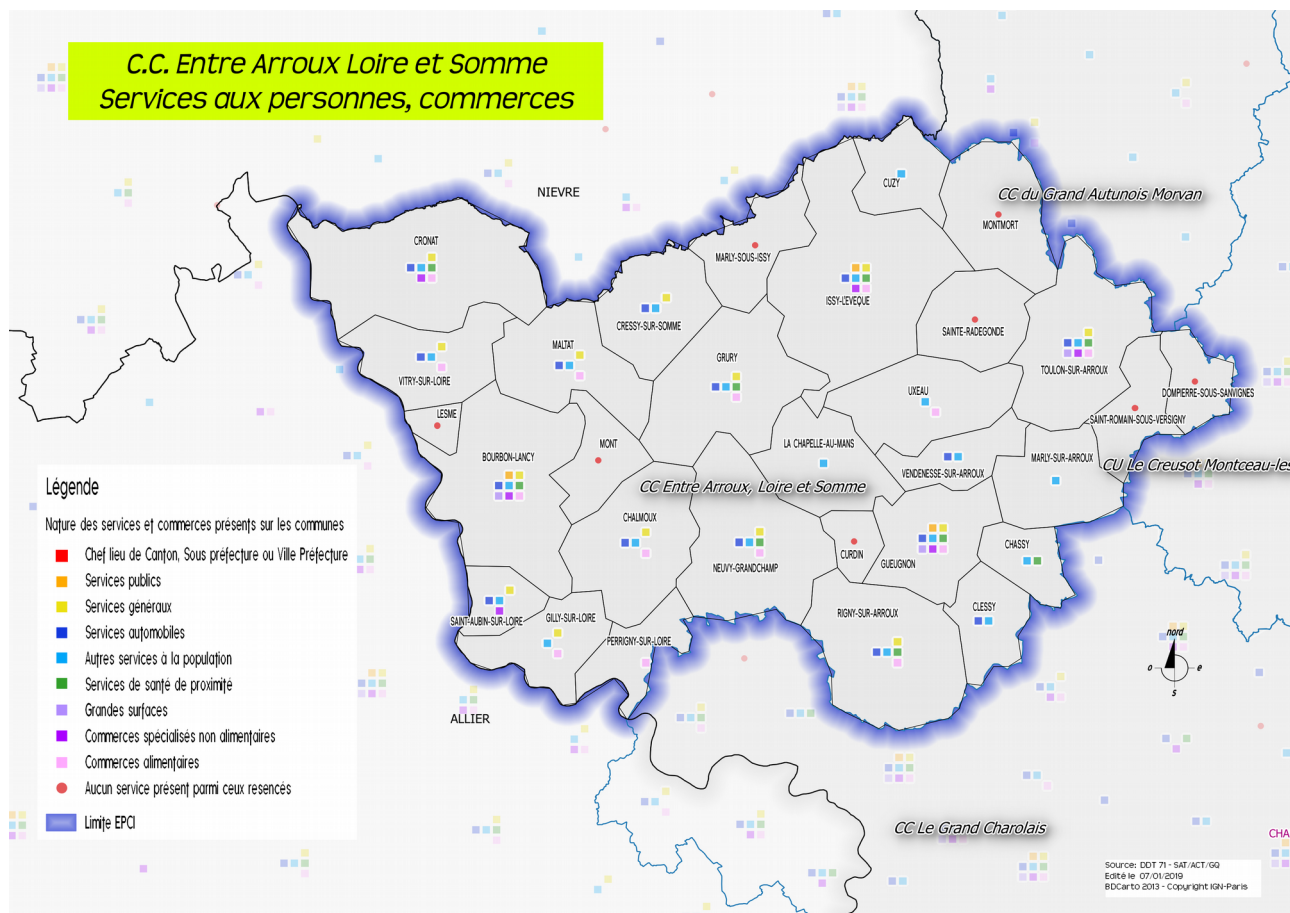 C.C. Entre Arroux Loire et Somme
Services aux personnes, commerces
NIEVRE
CC du Grand Autunois Morvan
CUZY
MONTMORT
CRONAT
MARLY-SOUS-ISSY
ISSY-L'EVEQUE
CRESSY-SUR-SOMME
SAINTE-RADEGONDE
MALTAT
GRURY
TOULON-SUR-ARROUX
VITRY-SUR-LOIRE
UXEAU
DOMPIERRE-SOUS-SANVIGNES
LESME
SAINT-ROMAIN-SOUS-VERSIGNY
MONT
LA CHAPELLE-AU-MANS
BOURBON-LANCY
VENDENESSE-SUR-ARROUX
MARLY-SUR-ARROUX
CU Le Creusot Montceau-les
CC Entre Arroux, Loire et Somme
CHALMOUX
CURDIN
CHASSY
NEUVY-GRANDCHAMP
GUEUGNON
CLESSY
SAINT-AUBIN-SUR-LOIRE
GILLY-SUR-LOIRE
RIGNY-SUR-ARROUX
PERRIGNY-SUR-LOIRE
ALLIER
CC Le Grand Charolais
CHA
nord
o
e
s
Légende
Nature des services et commerces présents sur les communes
Chef lieu de Canton, Sous préfecture ou Ville Préfecture
Services publics
Services généraux
Services automobiles
Autres services à la population
Services de santé de proximité
Grandes surfaces
Commerces spécialisés non alimentaires
Commerces alimentaires
Aucun service présent parmi ceux resencés
Limite EPCI
Source: DDT 71 - SAT/ACT/GQ
Edité le 07/01/2019
BDCarto 2013 - Copyright IGN-Paris